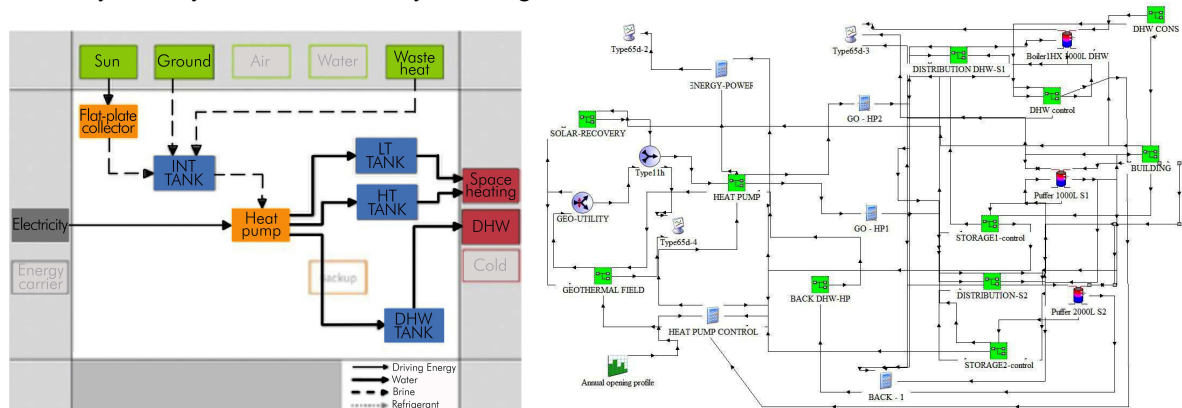 Sun
Ground
Air
Water
Waste
heat
Flat-plate
collector
INT
TANK
LT
TANK
HT
TANK
Space
heating
Electricity
Heat
pump
DHW
Energy
carrier
Backup
Cold
DHW
TANK
Driving Energy
Water
Brine
Refrigerant
Type65d-2
ENERGY-POWER
Type65d-3
DISTRIBUTION DHW-S1
Boiler1HX 1000L DHW
DHW CONS
DHW control
GO - HP2
SOLAR-RECOVERY
Type11h
HEAT PUMP
BUILDING
Puffer 1000L S1
GEO-UTILITY
Type65d-4
GO - HP1
STORAGE1-control
GEOTHERMAL FIELD
BACK DHW-HP
DISTRIBUTION-S2
Puffer 2000L S2
HEAT PUMP CONTROL
STORAGE2-control
Annual opening profile
BACK - 1